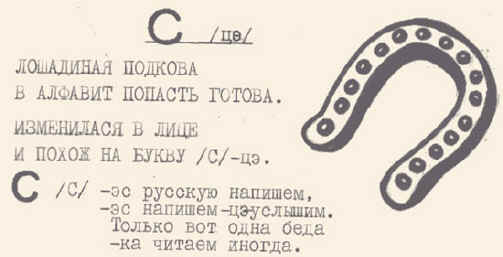 С /цэ/
ЛОШАДИНАЯ ПОДКОВА
В АЛФАВИТ ПОПАСТЬ ГОТОВА.
ИЗМЕНИЛАСЯ В ЛИЦЕ
И ПОХОЖ НА БУКВУ /С/-цэ.
С /С/ -эс русскую напишем,
-эс напишем-цэуслышим.
Только вот одна беда
-ка читаем иногда.